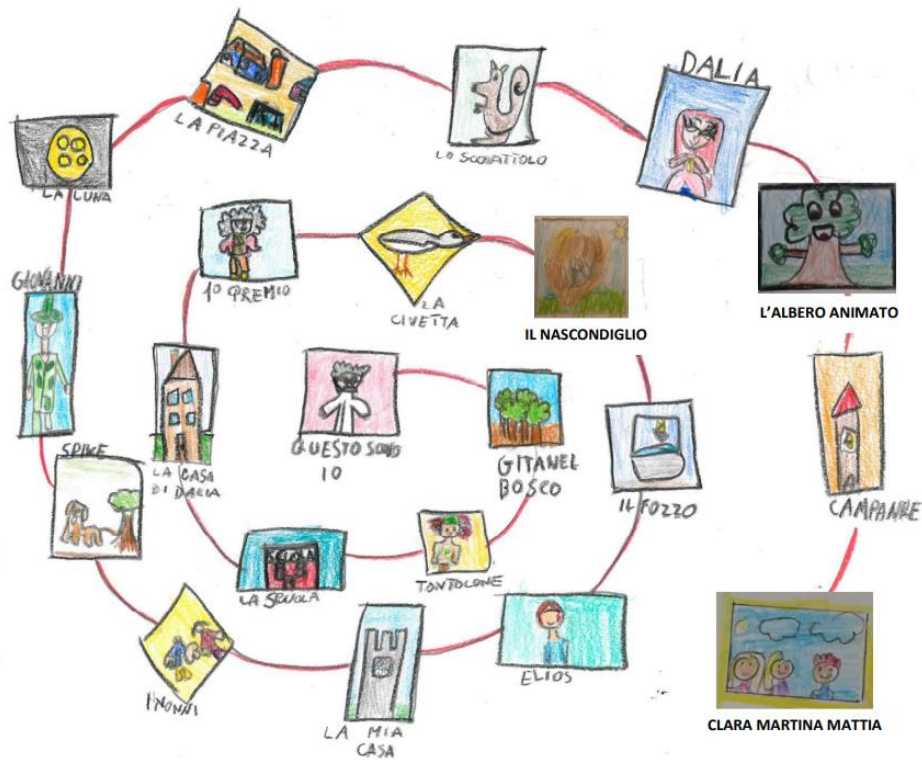 DALIA
LA PIAZZA
LO SCOIATTOLO
LA LUNA
1º PREMIO
LA
CIVETTA
IL NASCONDIGLIO
L'ALBERO ANIMATO
GIOVANNI
SPIKE
LA CASA
DI DALIA
QUESTO SONO
IO
GITA NEL
BOSCO
IL POZZO
CAMPANILE
SCUOLA
LA SCUOLA
TONTOLONE
I NONNI
LA MIA
CASA
ELIOS
CLARA MARTINA MATTIA